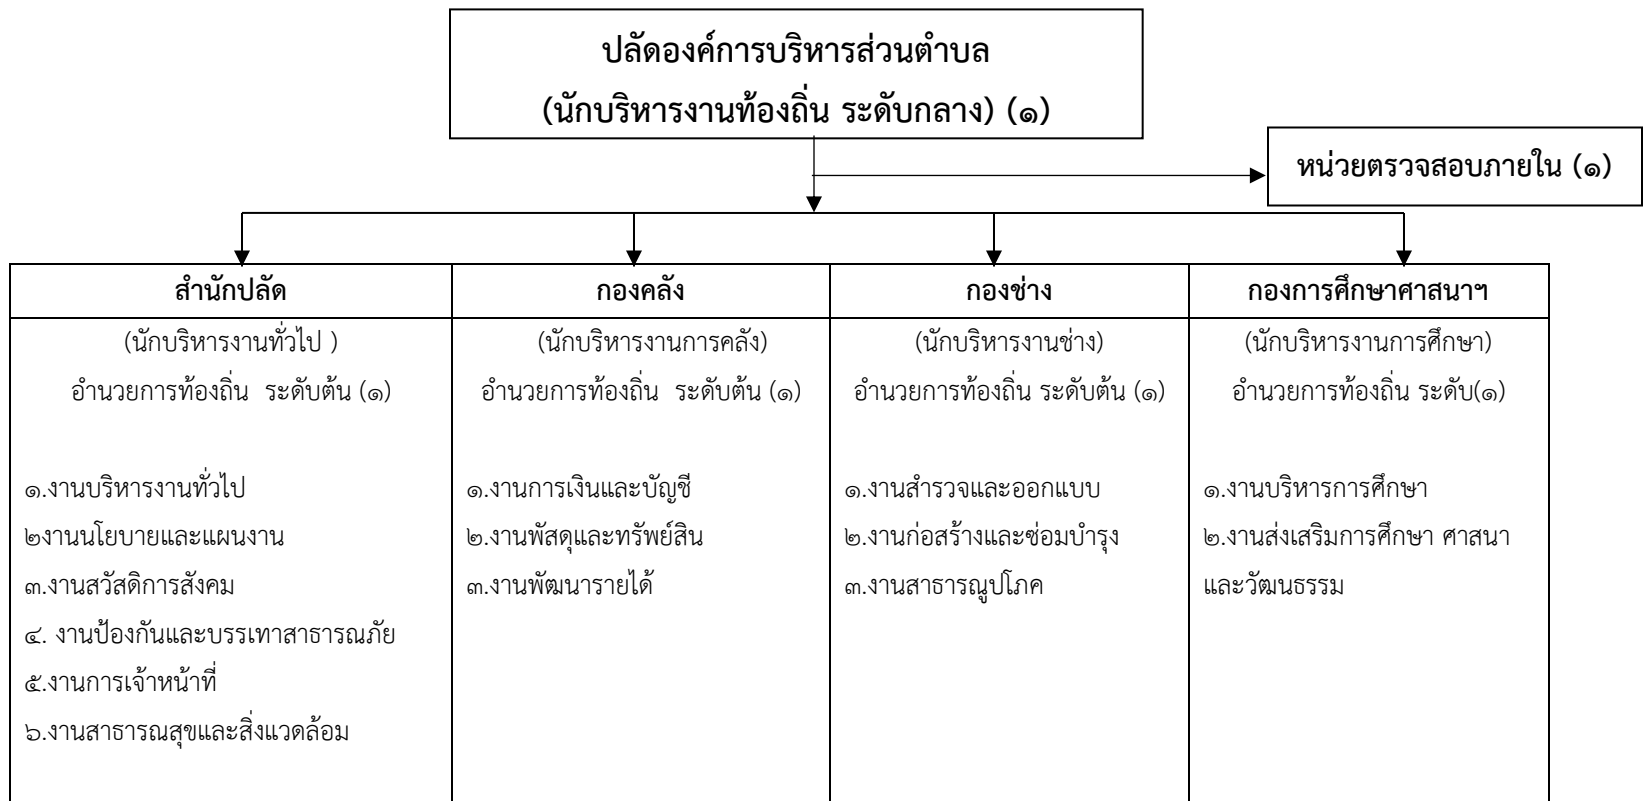 ปลัดองค์การบริหารส่วนตำบล
(นักบริหารงานท้องถิ่น ระดับกลาง) (๑)
หน่วยตรวจสอบภายใน (๑)
สำนักปลัด
(นักบริหารงานทั่วไป )
อำนวยการท้องถิ่น  ระดับต้น (๑)
๑.งานบริหารงานทั่วไป
๒งานนโยบายและแผนงาน
๓.งานสวัสดิการสังคม
๔. งานป้องกันและบรรเทาสาธารณภัย
๕.งานการเจ้าหน้าที่
๖.งานสาธารณสุขและสิ่งแวดล้อม
กองคลัง
(นักบริหารงานการคลัง)
อำนวยการท้องถิ่น  ระดับต้น (๑)
๑.งานการเงินและบัญชี
๒.งานพัสดุและทรัพย์สิน
๓.งานพัฒนารายได้
กองช่าง
(นักบริหารงานช่าง)
อำนวยการท้องถิ่น ระดับต้น (๑)
๑.งานสำรวจและออกแบบ
๒.งานก่อสร้างและซ่อมบำรุง
๓.งานสาธารณูปโภค
กองการศึกษาศาสนาฯ
(นักบริหารงานการศึกษา)
อำนวยการท้องถิ่น ระดับ(๑)
๑.งานบริหารการศึกษา
๒.งานส่งเสริมการศึกษา ศาสนา
และวัฒนธรรม